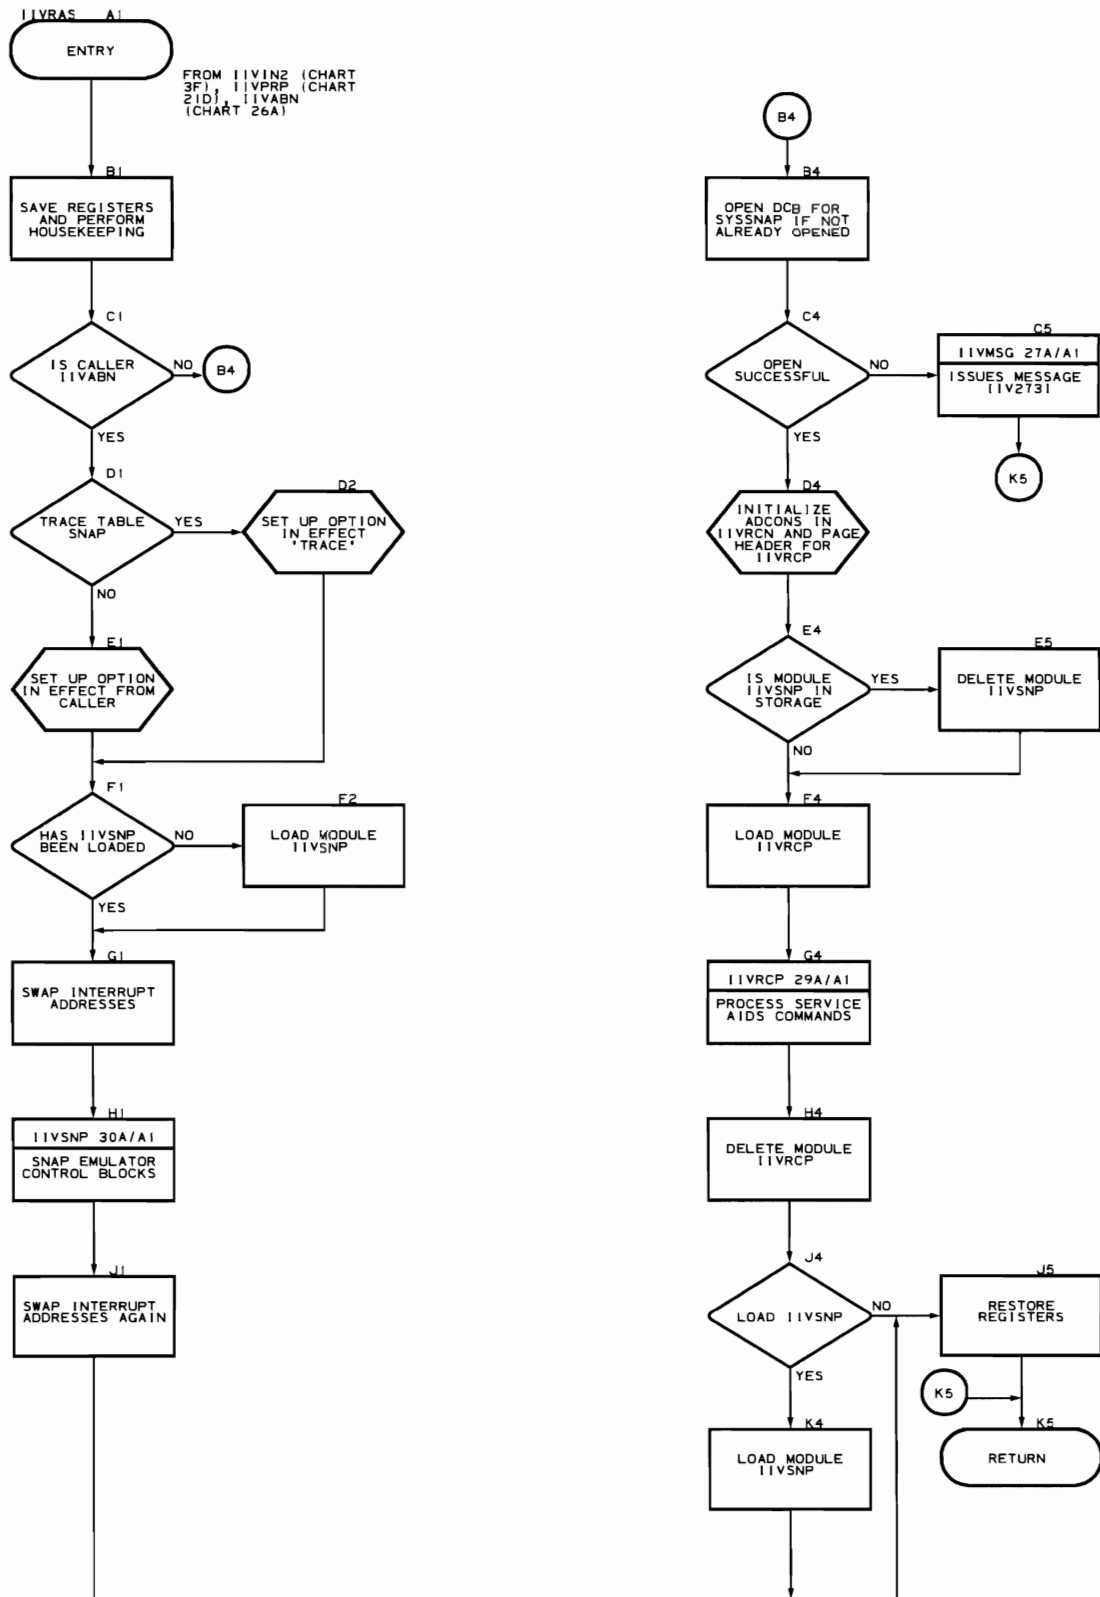 IIVRAS A1
ENTRY
FROM IIVIN2 (CHART
3F), IIVPRP (CHART
21D), IIVABN
(CHART 26A)
B1
SAVE REGISTERS
AND PERFORM
HOUSEKEEPING
C1
IS CALLER
IIVABN
NO
B4
YES
D1
TRACE TABLE
SNAP
YES
D2
SET UP OPTION
IN EFFECT
'TRACE'
NO
E1
SET UP OPTION
IN EFFECT FROM
CALLER
F1
HAS IIVSNP
BEEN LOADED
NO
F2
LOAD MODULE
IIVSNP
YES
G1
SWAP INTERRUPT
ADDRESSES
H1
IIVSNP 30A/A1
SNAP EMULATOR
CONTROL BLOCKS
J1
SWAP INTERRUPT
ADDRESSES AGAIN
B4
B4
OPEN DCB FOR
SYSSNAP IF NOT
ALREADY OPENED
C4
OPEN
SUCCESSFUL
NO
C5
IIVMSG 27A/A1
ISSUES MESSAGE
IIV273I
K5
YES
D4
INITIALIZE
ADCONS IN
IIVRCN AND PAGE
HEADER FOR
IIVRCP
E4
IS MODULE
IIVSNP IN
STORAGE
YES
E5
DELETE MODULE
IIVSNP
NO
F4
LOAD MODULE
IIVRCP
G4
IIVRCP 29A/A1
PROCESS SERVICE
AIDS COMMANDS
H4
DELETE MODULE
IIVRCP
J4
LOAD IIVSNP
NO
J5
RESTORE
REGISTERS
YES
K5
K4
LOAD MODULE
IIVSNP
K5
RETURN